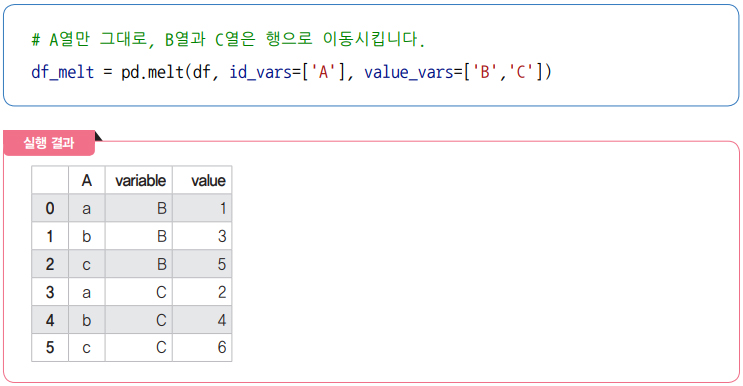 # A열만 그대로, B열과 C열은 행으로 이동시킵니다.
df_melt = pd.melt(df, id_vars=['A'], value_vars=['B','C'])
실행 결과
A variable value
0 a B 1
1 b B 3
2 c B 5
3 a C 2
4 b C 4
5 c C 6